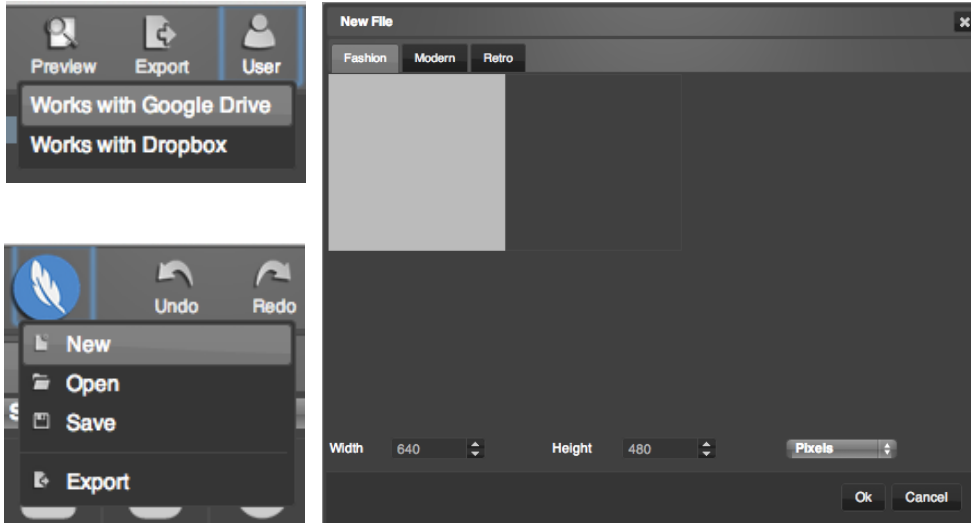 Preview Export User
Works with Google Drive
Works with Dropbox
Undo Redo
New
Open
S
Save
Export
New File
Fashion Modern Retro
Width 640 Height 480 Pixels
Ok Cancel